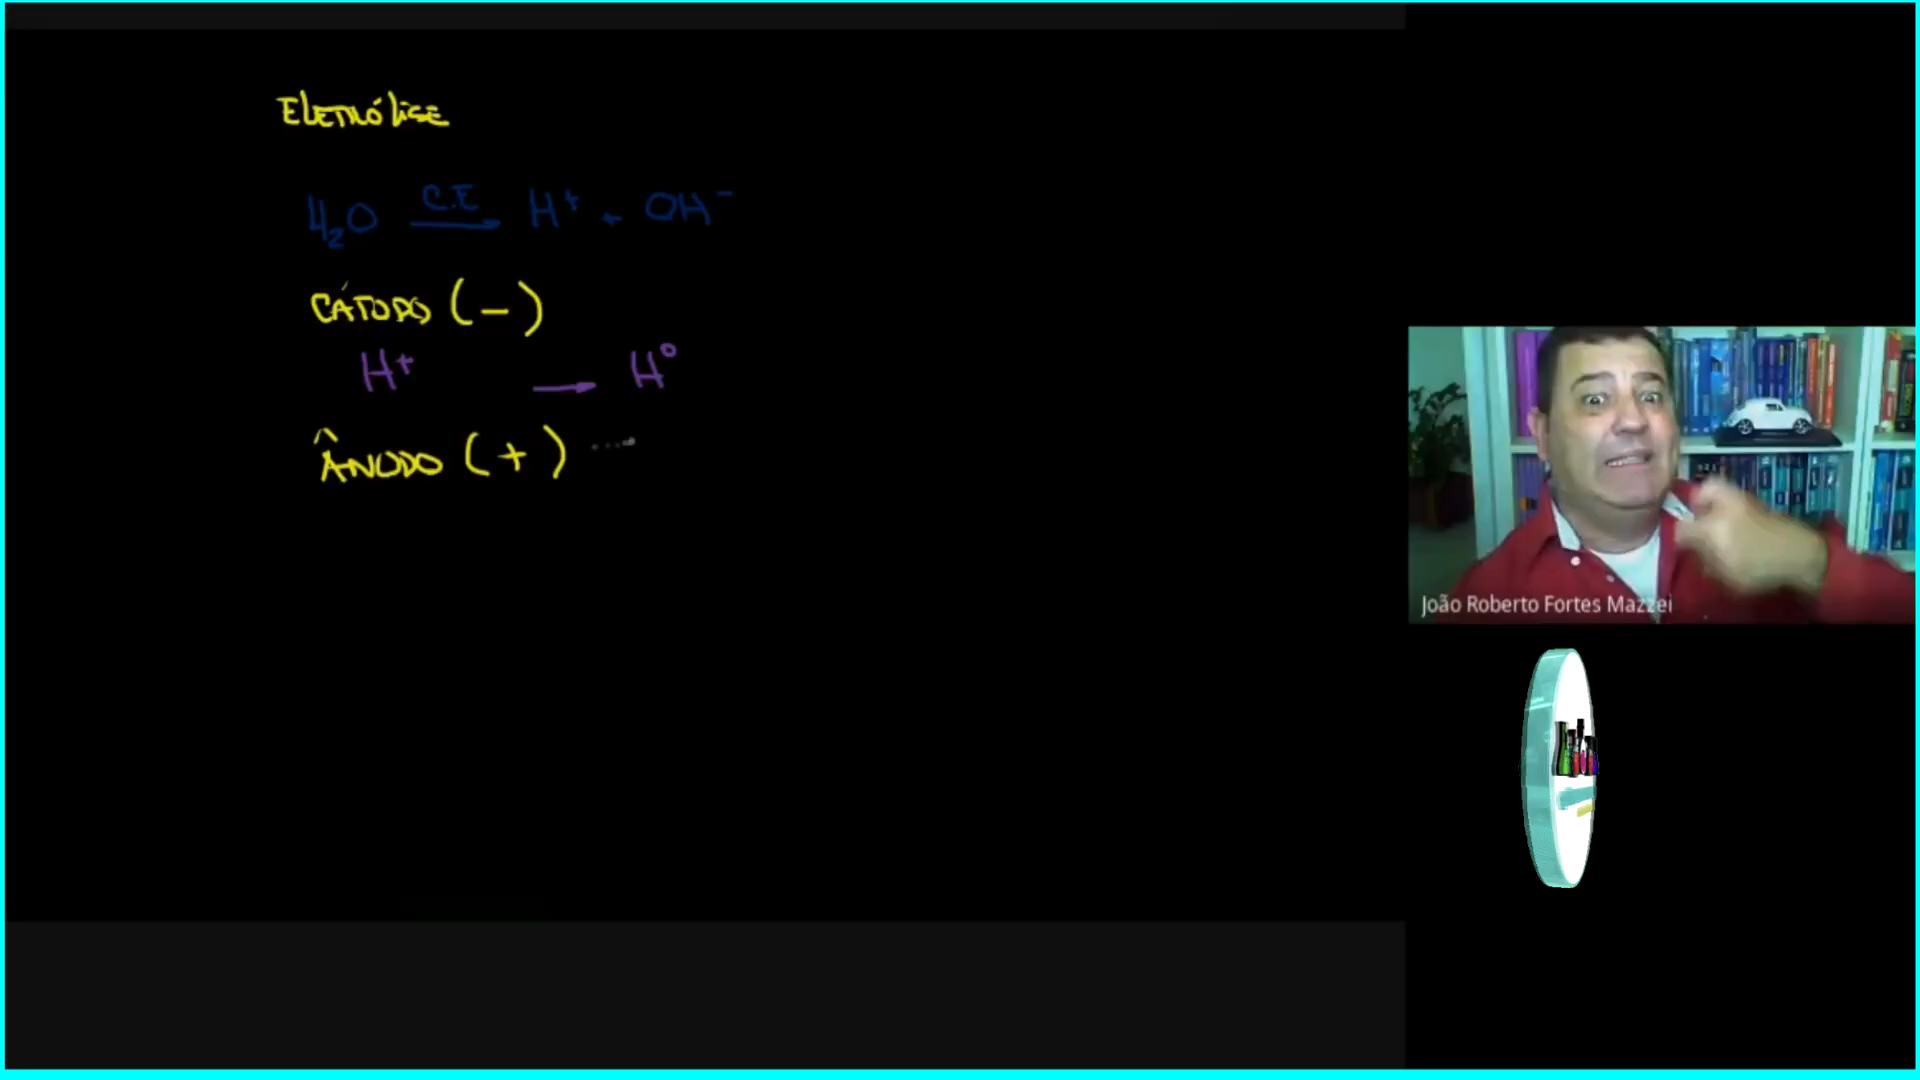 Eletrólise
H₂O C.E → H⁺ + OH⁻
CÁTODO (-)
H⁺ → H⁰
ÂNODO (+)
João Roberto Fortes Mazzei